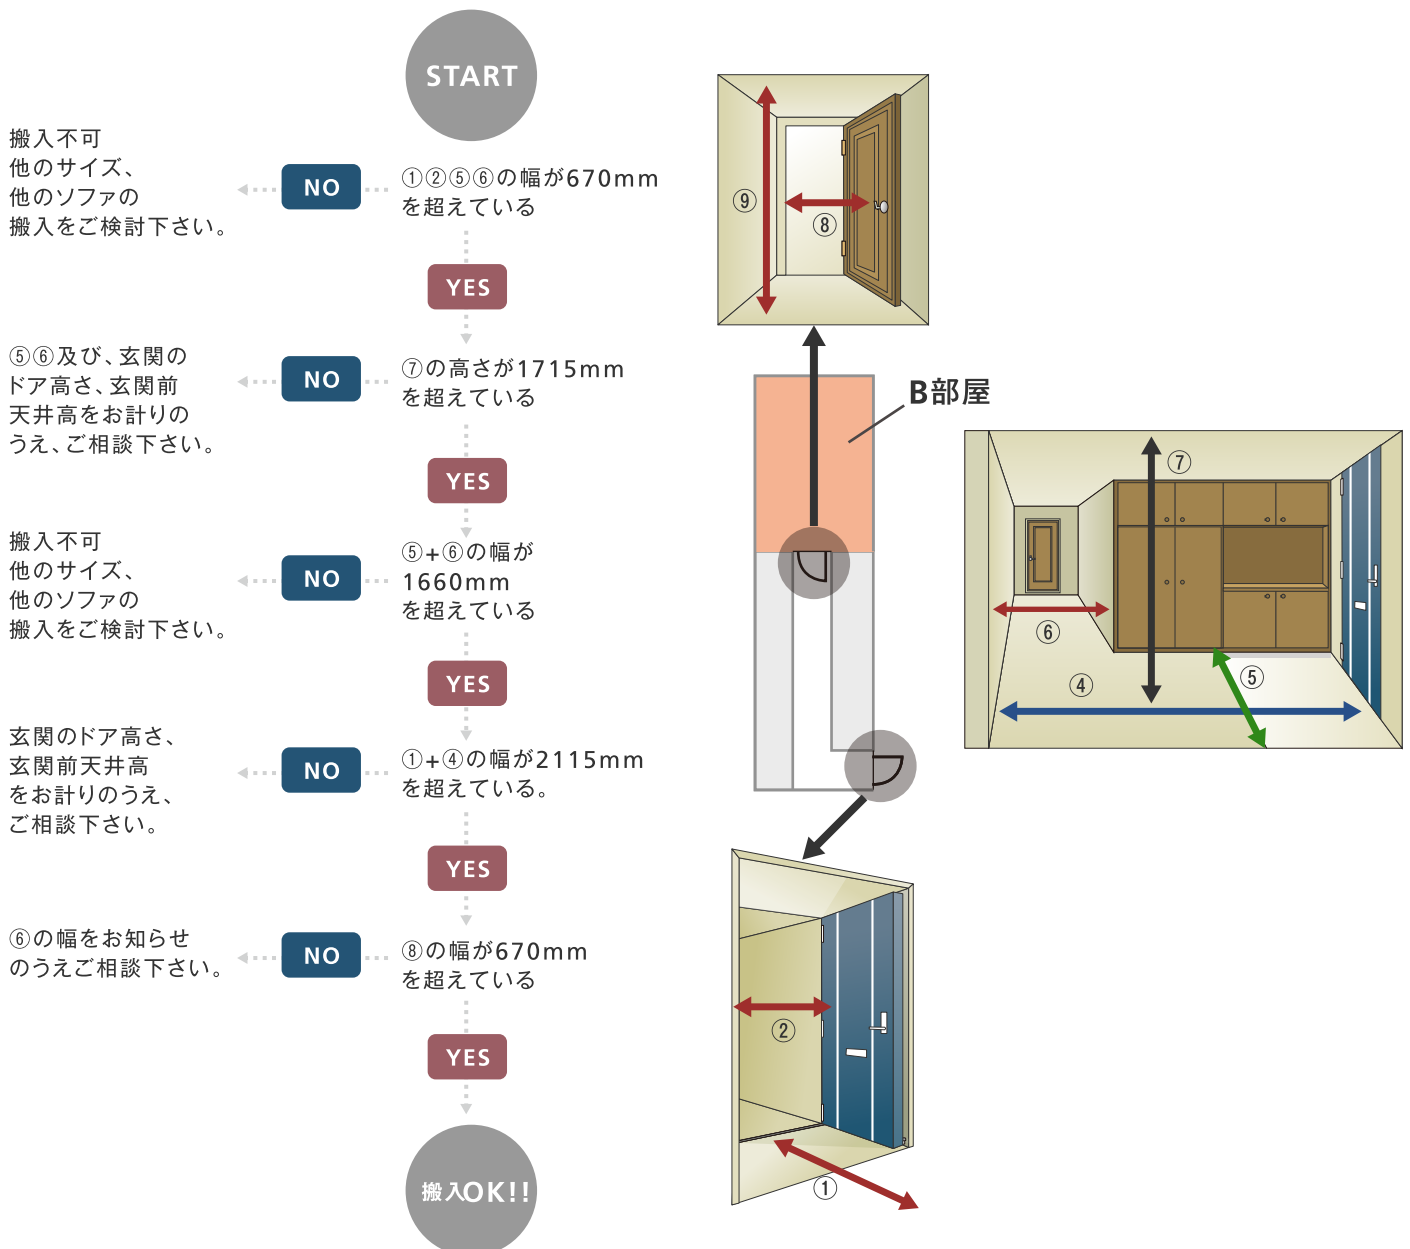 START
搬入不可
他のサイズ、
他のソファの
搬入をご検討下さい。
NO
①②⑤⑥の幅が670mm
を超えている
YES
⑤⑥及び、玄関の
ドア高さ、玄関前
天井高をお計りの
うえ、ご相談下さい。
NO
⑦の高さが1715mm
を超えている
YES
搬入不可
他のサイズ、
他のソファの
搬入をご検討下さい。
NO
⑤+⑥の幅が
1660mm
を超えている
YES
玄関のドア高さ、
玄関前天井高
をお計りのうえ、
ご相談下さい。
NO
①+④の幅が2115mm
を超えている。
YES
⑥の幅をお知らせ
のうえご相談下さい。
NO
⑧の幅が670mm
を超えている
YES
搬入OK!!
⑨
⑧
B部屋
⑦
⑥
④
⑤
②
①